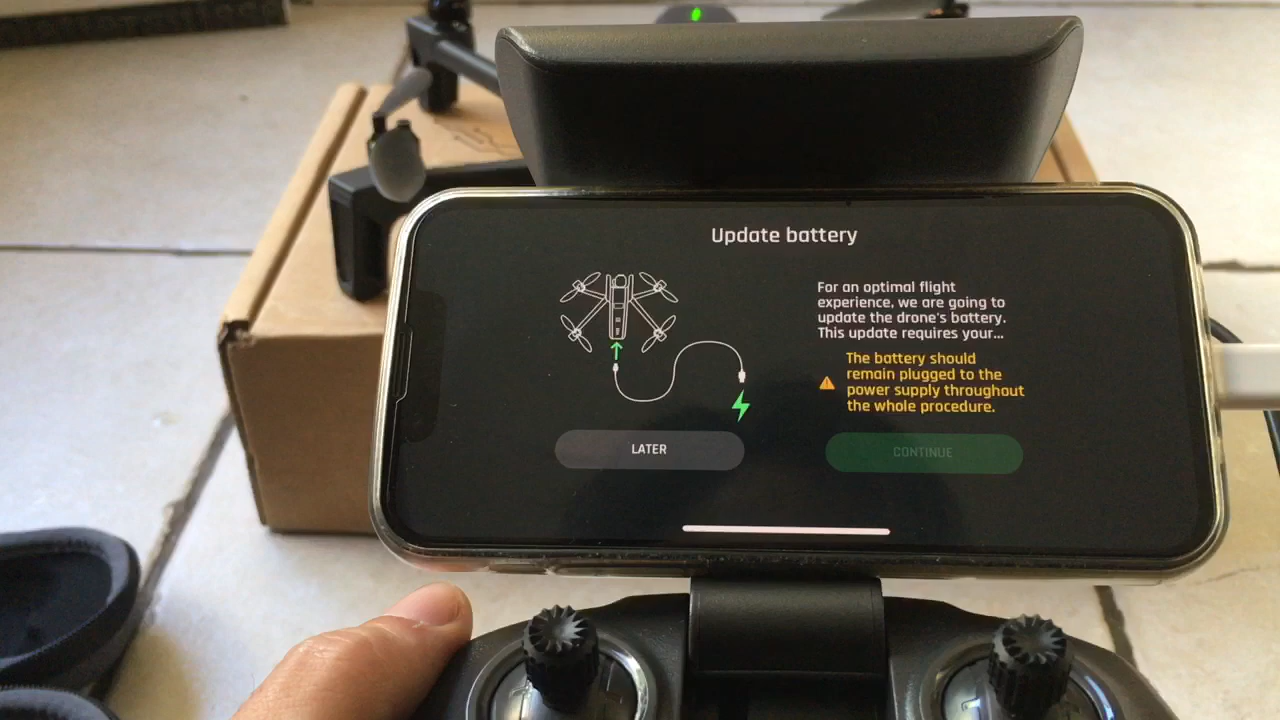 Update battery
For an optimal flight
experience, we are going to
update the drone's battery.
This update requires your...
The battery should
remain plugged to the
power supply throughout
the whole procedure.
LATER
CONTINUE